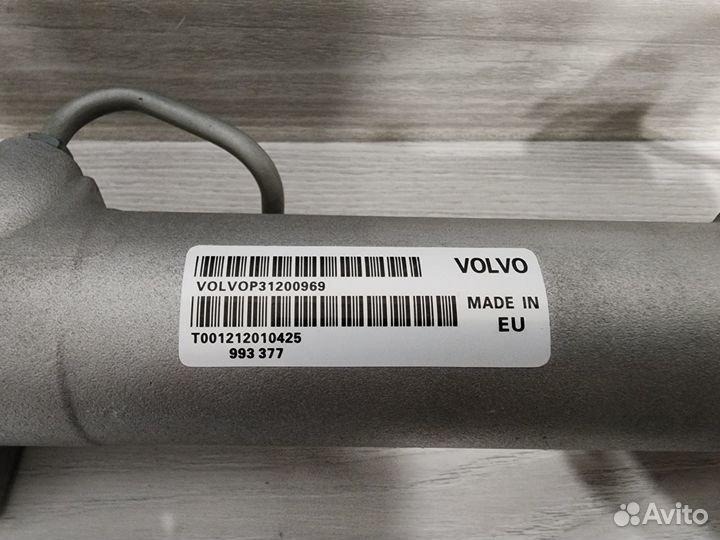 VOLVO
VOLVOP31200969
MADE IN
EU
T001212010425
993 377
Avito